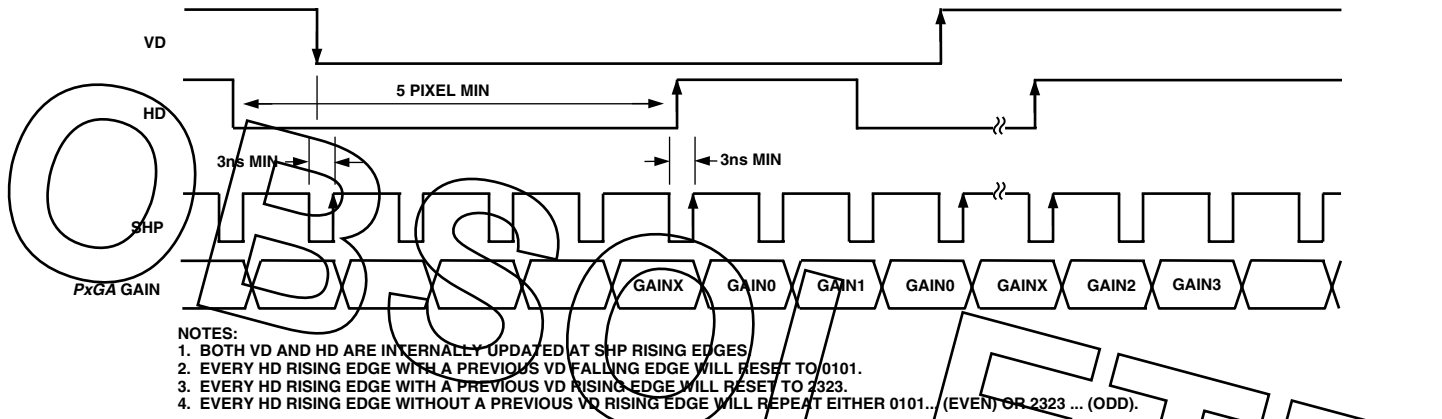 VD
5 PIXEL MIN
HD
3ns MIN
3ns MIN
SHP
PxGA GAIN
GAINX
GAIN0
GAIN1
GAIN0
GAINX
GAIN2
GAIN3
NOTES:
1. BOTH VD AND HD ARE INTERNALLY UPDATED AT SHP RISING EDGES
2. EVERY HD RISING EDGE WITH A PREVIOUS VD FALLING EDGE WILL RESET TO 0101.
3. EVERY HD RISING EDGE WITH A PREVIOUS VD RISING EDGE WILL RESET TO 2323.
4. EVERY HD RISING EDGE WITHOUT A PREVIOUS VD RISING EDGE WILL REPEAT EITHER 0101... (EVEN) OR 2323 ... (ODD).
OBSOLET